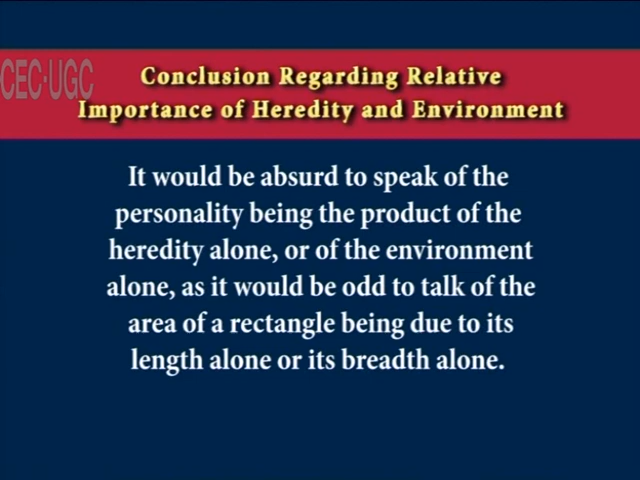 CEC-UGC
Conclusion Regarding Relative
Importance of Heredity and Environment
It would be absurd to speak of the
personality being the product of the
heredity alone, or of the environment
alone, as it would be odd to talk of the
area of a rectangle being due to its
length alone or its breadth alone.